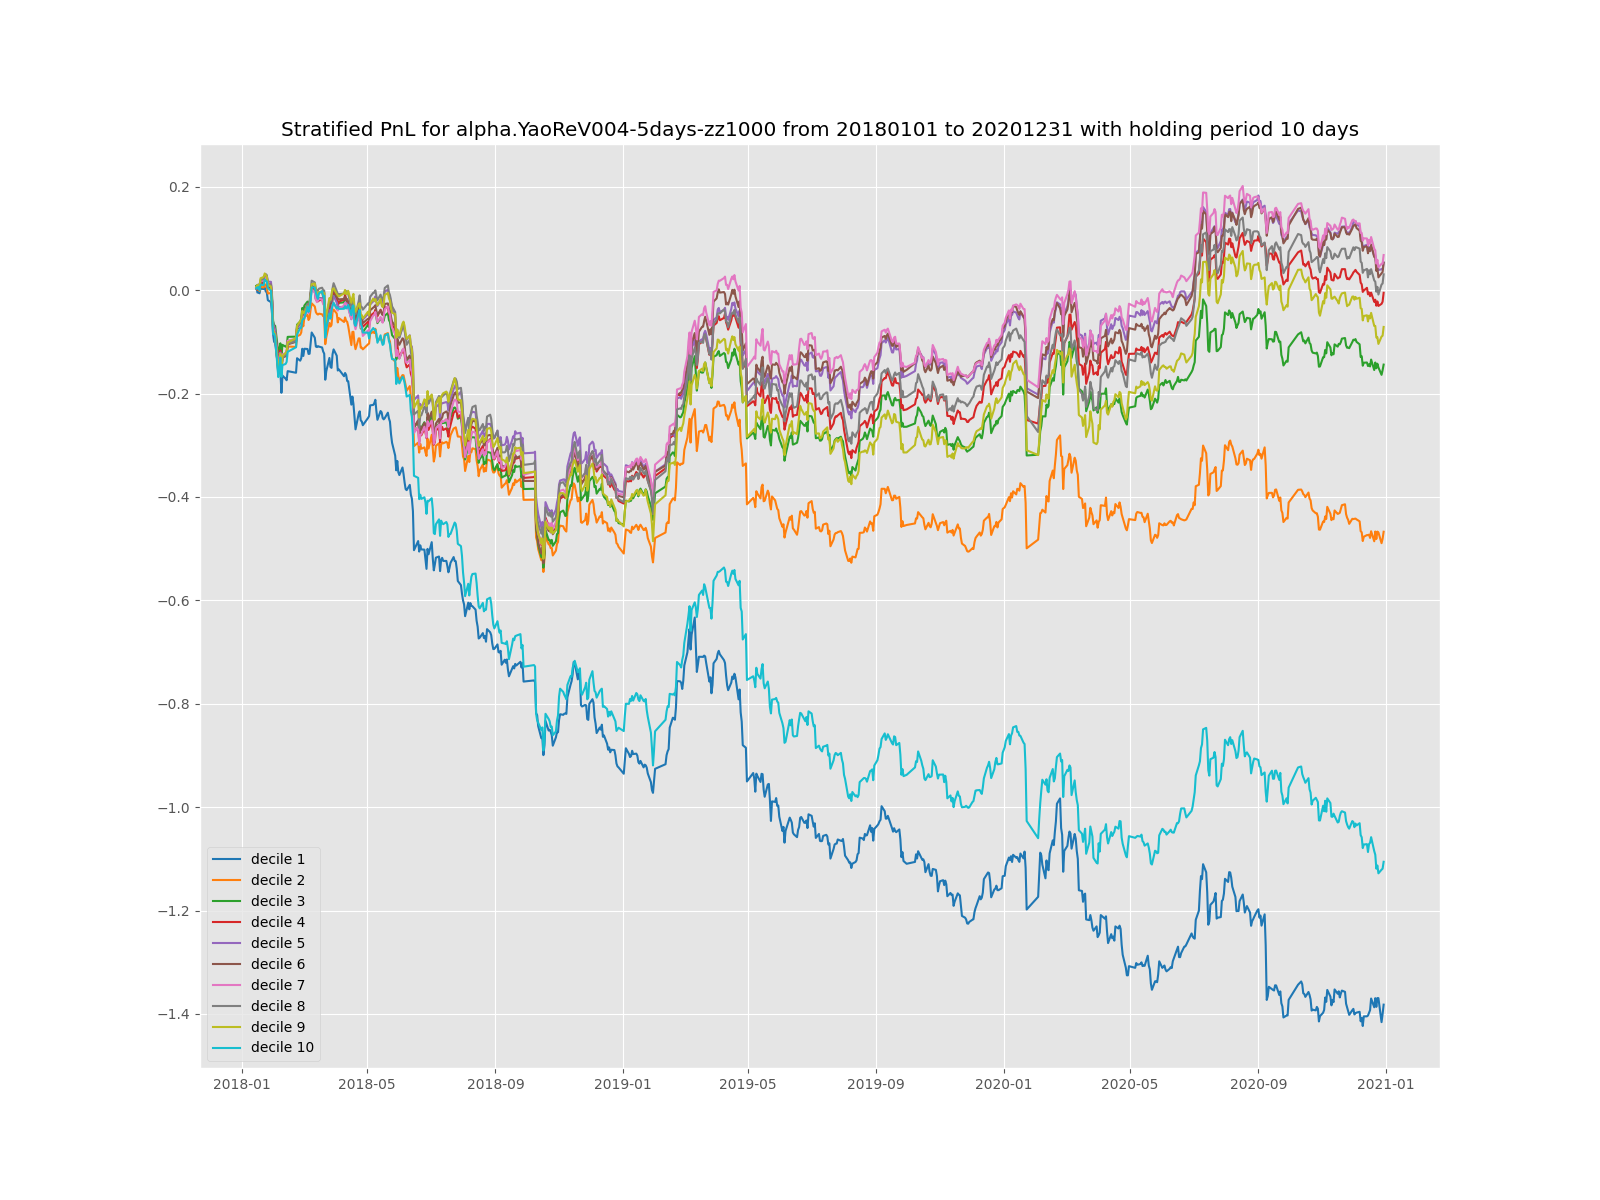 Stratified PnL for alpha.YaoReV004-5days-zz1000 from 20180101 to 20201231 with holding period 10 days
0.2
0.0
−0.2
−0.4
−0.6
−0.8
−1.0
−1.2
−1.4
decile 1
decile 2
decile 3
decile 4
decile 5
decile 6
decile 7
decile 8
decile 9
decile 10
2018-01 2018-05 2018-09 2019-01 2019-05 2019-09 2020-01 2020-05 2020-09 2021-01